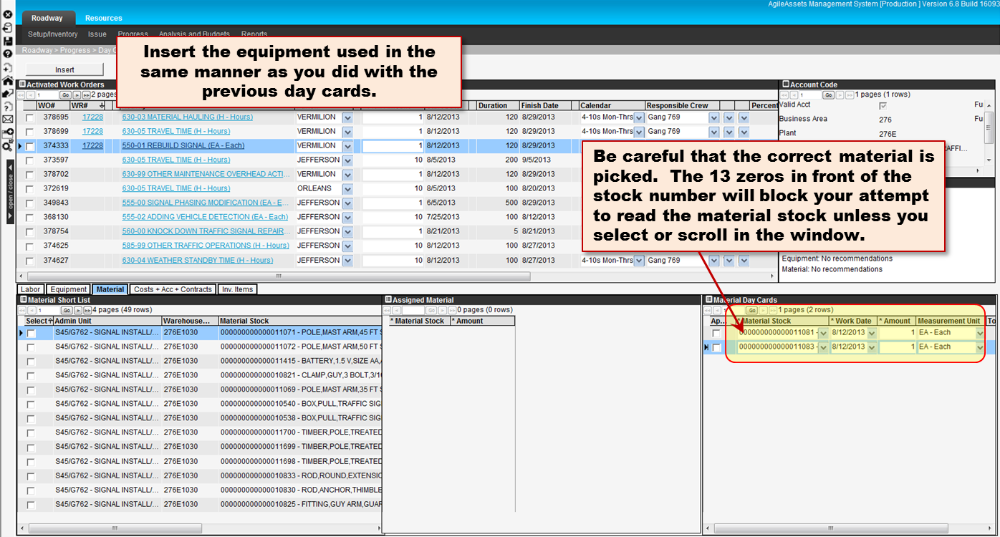 AgileAssets Management System [Production ] Version 6.8 Build 16093
Roadway Resources
Setup/Inventory Issue Progress Analysis and Budgets Reports
Roadway > Progress > Day
Insert
Insert the equipment used in the
same manner as you did with the
previous day cards.
Activated Work Orders
1 Go 2 pages
WO# WR# Duration Finish Date Calendar Responsible Crew Percent
378695 17228 630-03 MATERIAL HAULING (H - Hours) VERMILION 1 8/12/2013 120 8/29/2013 4-10s Mon-Thrs Gang 769
378699 17228 630-05 TRAVEL TIME (H - Hours) VERMILION 1 8/12/2013 120 8/29/2013 4-10s Mon-Thrs Gang 769
374333 17228 550-01 REBUILD SIGNAL (EA - Each) VERMILION 1 8/12/2013 120 8/29/2013
373597 630-05 TRAVEL TIME (H - Hours) JEFFERSON 10 8/5/2013 200 9/5/2013
378702 630-99 OTHER MAINTENANCE OVERHEAD ACTI... VERMILION 1 8/12/2013 120 8/29/2013
372619 630-05 TRAVEL TIME (H - Hours) ORLEANS 10 8/5/2013 100 8/20/2013
349843 555-00 SIGNAL PHASING MODIFICATION (EA - E... JEFFERSON 1 6/5/2013 500 8/29/2013
368130 555-02 ADDING VEHICLE DETECTION (EA - Each) JEFFERSON 10 7/25/2013 100 8/12/2013
378754 560-00 KNOCK DOWN TRAFFIC SIGNAL REPAIR... JEFFERSON 1 8/21/2013 5 8/21/2013
374625 585-99 OTHER TRAFFIC OPERATIONS (H - Hours) JEFFERSON 10 8/12/2013 100 8/27/2013
374627 630-04 WEATHER STANDBY TIME (H - Hours) JEFFERSON 10 8/12/2013 100 8/27/2013 4-10s Mon-Thrs Gang 769
Account Code
1 Go 1 pages (1 rows)
Valid Acct Fu
Business Area 276 Fu
Plant 276E
AFFI...
Be careful that the correct material is
picked. The 13 zeros in front of the
stock number will block your attempt
to read the material stock unless you
select or scroll in the window.
Equipment: No recommendations
Material: No recommendations
open / close
Labor Equipment Material Costs + Acc + Contracts Inv. Items
Material Short List
1 Go 4 pages (49 rows)
Select Admin Unit Warehouse... Material Stock
S45/G762 - SIGNAL INSTALL/... 276E1030 000000000000011071 - POLE,MAST ARM,45 FT S
S45/G762 - SIGNAL INSTALL/... 276E1030 000000000000011072 - POLE,MAST ARM,50 FT S
S45/G762 - SIGNAL INSTALL/... 276E1030 000000000000011415 - BATTERY,1.5 V,SIZE AA,
S45/G762 - SIGNAL INSTALL/... 276E1030 000000000000010821 - CLAMP,GUY,3 BOLT,3/1
S45/G762 - SIGNAL INSTALL/... 276E1030 000000000000011069 - POLE,MAST ARM,35 FT S
S45/G762 - SIGNAL INSTALL/... 276E1030 000000000000010540 - BOX,PULL,TRAFFIC SIG
S45/G762 - SIGNAL INSTALL/... 276E1030 000000000000010538 - BOX,PULL,TRAFFIC SIG
S45/G762 - SIGNAL INSTALL/... 276E1030 000000000000011700 - TIMBER,POLE,TREATED
S45/G762 - SIGNAL INSTALL/... 276E1030 000000000000011699 - TIMBER,POLE,TREATED
S45/G762 - SIGNAL INSTALL/... 276E1030 000000000000011698 - TIMBER,POLE,TREATED
S45/G762 - SIGNAL INSTALL/... 276E1030 000000000000010833 - ROD,ROUND,EXTENSIO
S45/G762 - SIGNAL INSTALL/... 276E1030 000000000000010830 - ROD,ANCHOR,THIMBLE
S45/G762 - SIGNAL INSTALL/... 276E1030 000000000000010825 - FITTING,GUY ARM,GUAR
Assigned Material
Go 0 pages (0 rows)
* Material Stock * Amount
Material Day Cards
1 Go 1 pages (2 rows)
Ap... * Material Stock * Work Date * Amount Measurement Unit To
000000000000011081 - 8/12/2013 1 EA - Each
000000000000011083 - 8/12/2013 1 EA - Each